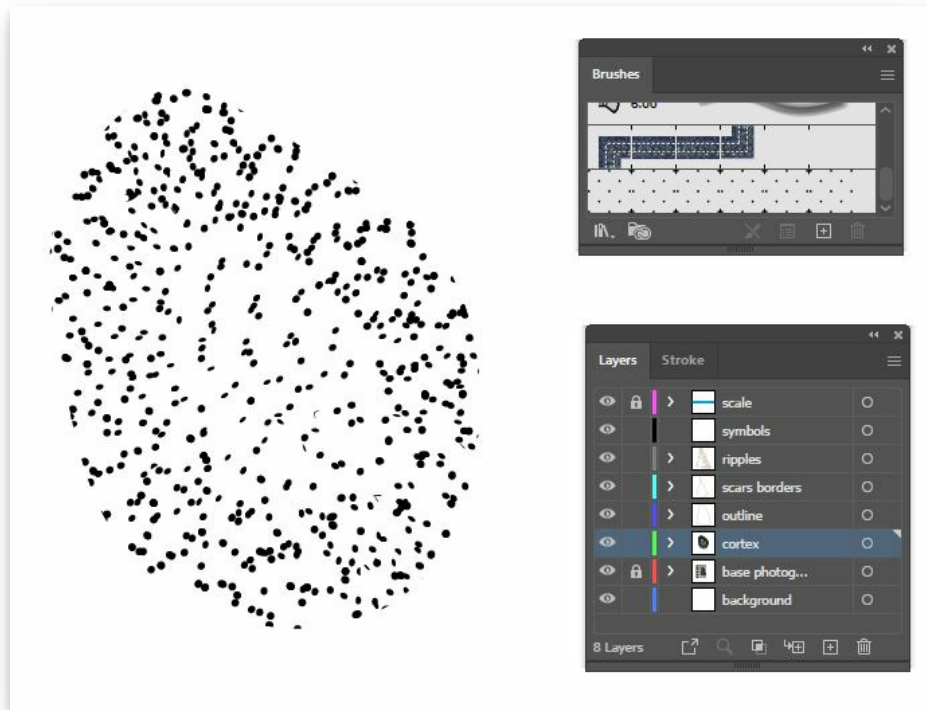 Brushes
6.00
Layers Stroke
scale
symbols
ripples
scars borders
outline
cortex
base photog...
background
8 Layers